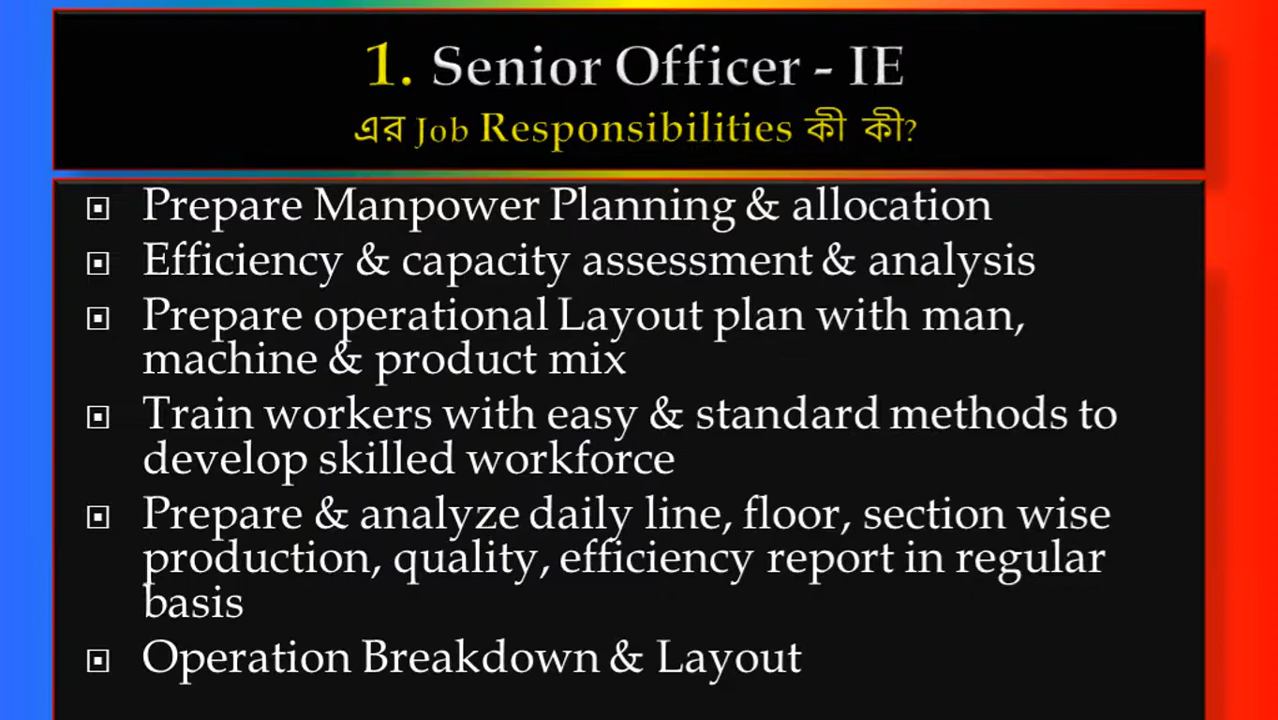 1. Senior Officer - IE
এর Job Responsibilities কী কী?
Prepare Manpower Planning & allocation
Efficiency & capacity assessment & analysis
Prepare operational Layout plan with man,
machine & product mix
Train workers with easy & standard methods to
develop skilled workforce
Prepare & analyze daily line, floor, section wise
production, quality, efficiency report in regular
basis
Operation Breakdown & Layout